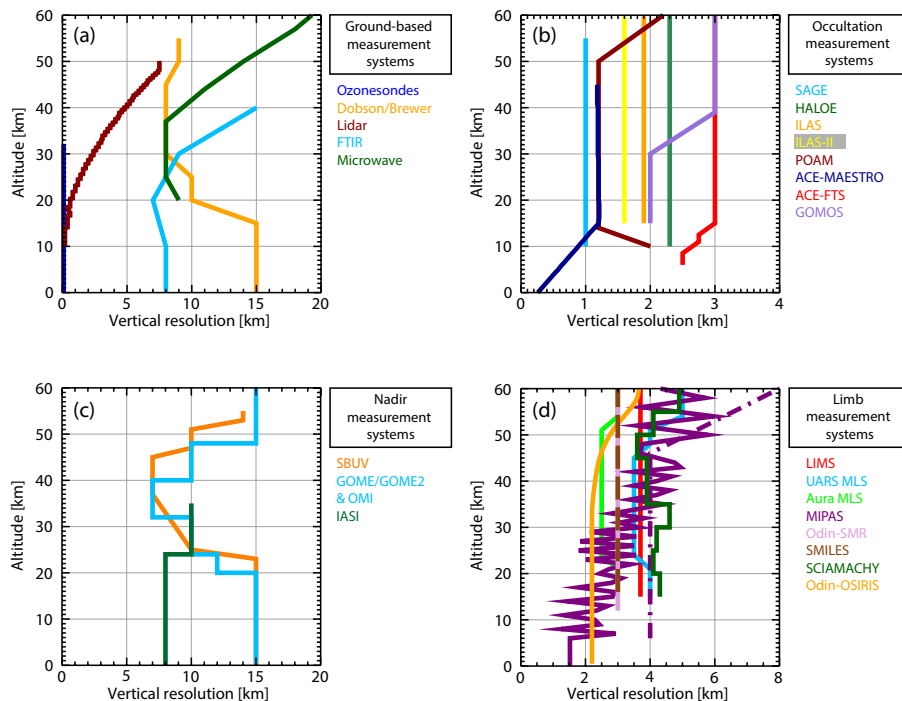 (a)
Altitude [km]
60
50
40
30
20
10
0
0
5
10
15
20
Vertical resolution [km]
Ground-based
measurement
systems
Ozonesondes
Dobson/Brewer
Lidar
FTIR
Microwave
(b)
Altitude [km]
60
50
40
30
20
10
0
0
1
2
3
4
Vertical resolution [km]
Occultation
measurement
systems
SAGE
HALOE
ILAS
ILAS-II
POAM
ACE-MAESTRO
ACE-FTS
GOMOS
(c)
Altitude [km]
60
50
40
30
20
10
0
0
5
10
15
20
Vertical resolution [km]
Nadir
measurement
systems
SBUV
GOME/GOME2
& OMI
IASI
(d)
Altitude [km]
60
50
40
30
20
10
0
0
2
4
6
8
Vertical resolution [km]
Limb
measurement
systems
LIMS
UARS MLS
Aura MLS
MIPAS
Odin-SMR
SMILES
SCIAMACHY
Odin-OSIRIS